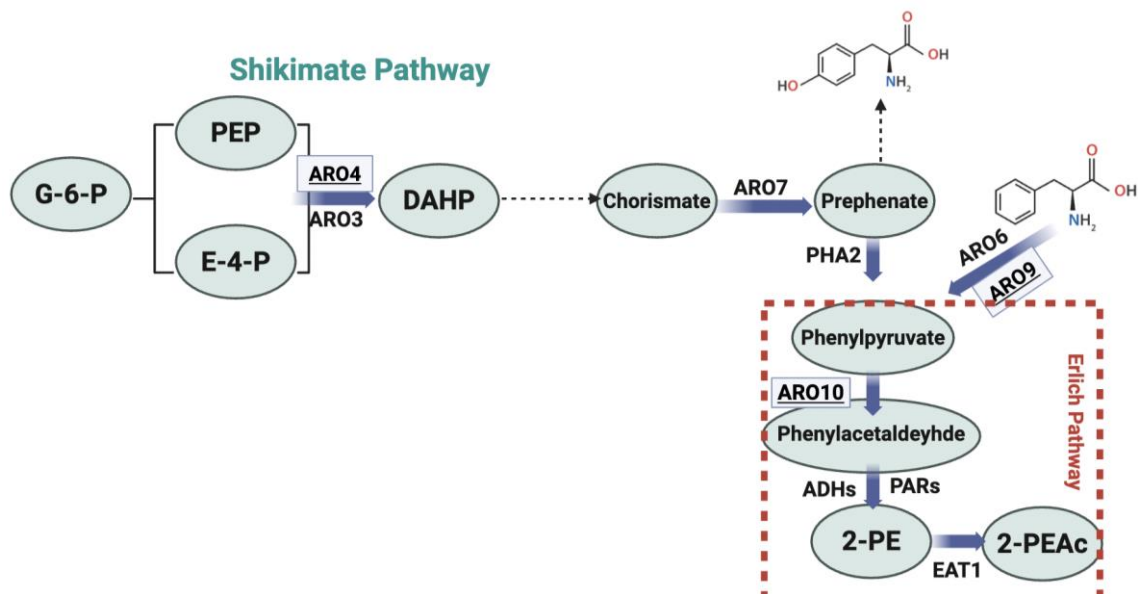 Shikimate Pathway
PEP
G-6-P
E-4-P
ARO4
ARO3
DAHP
Chorismate
ARO7
Prephenate
PHA2
O
OH
NH₂
HO
O
OH
NH₂
ARO6
ARO9
Erlich Pathway
Phenylpyruvate
ARO10
Phenylacetaldeyhde
ADHs
PARs
2-PE
EAT1
2-PEAc